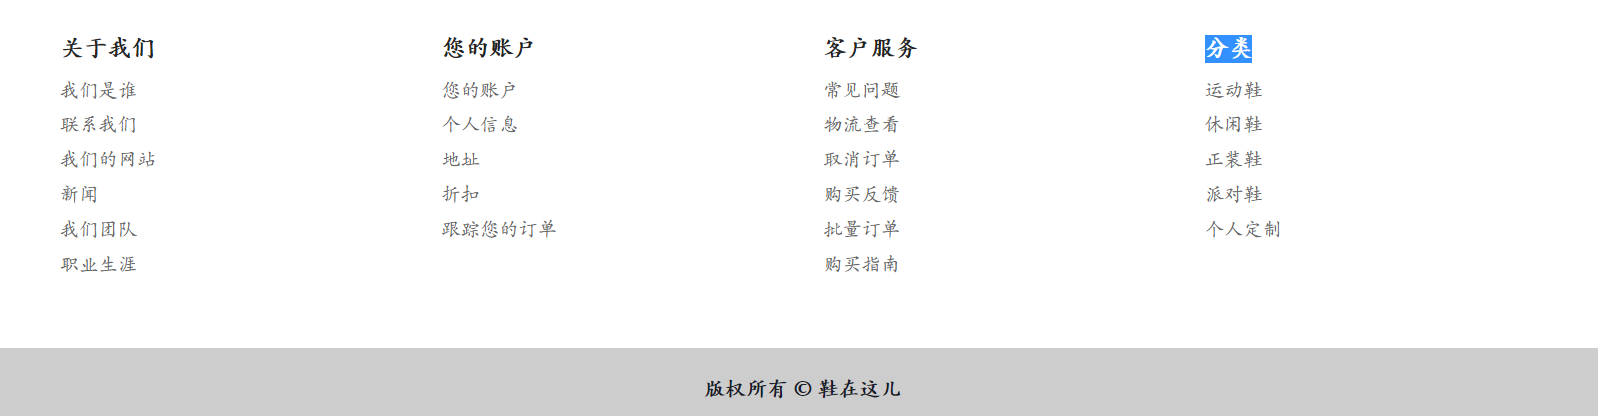 关于我们
我们是谁
联系我们
我们的网站
新闻
我们团队
职业生涯
您的账户
您的账户
个人信息
地址
折扣
跟踪您的订单
客户服务
常见问题
物流查看
取消订单
购买反馈
批量订单
购买指南
分类
运动鞋
休闲鞋
正装鞋
派对鞋
个人定制
版权所有 © 鞋在这儿